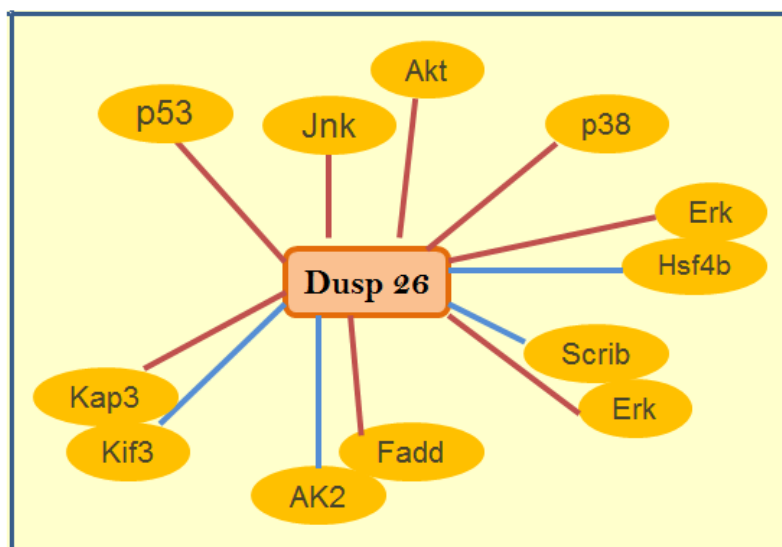 Akt
p53
Jnk
p38
Erk
Hsf4b
Dusp 26
Scrib
Kap3
Erk
Kif3
Fadd
AK2